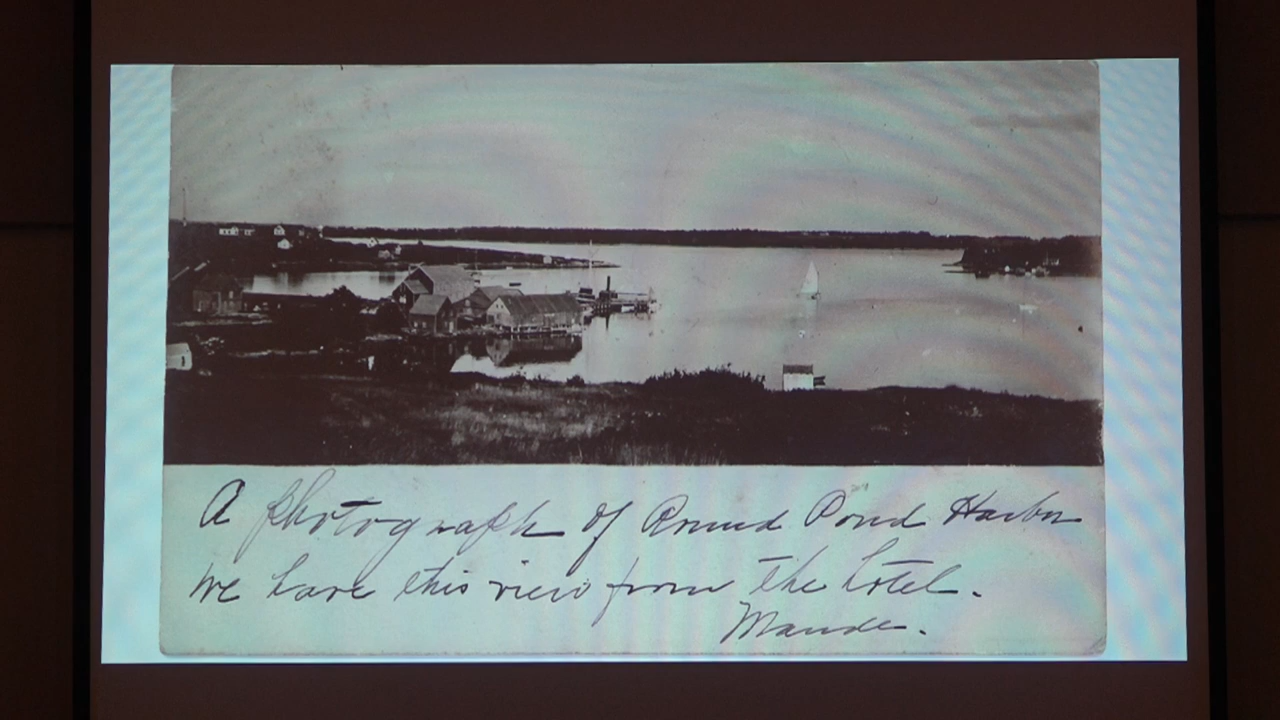 A photograph of Round Pond Harbor
we have this view from the hotel.
Maude.